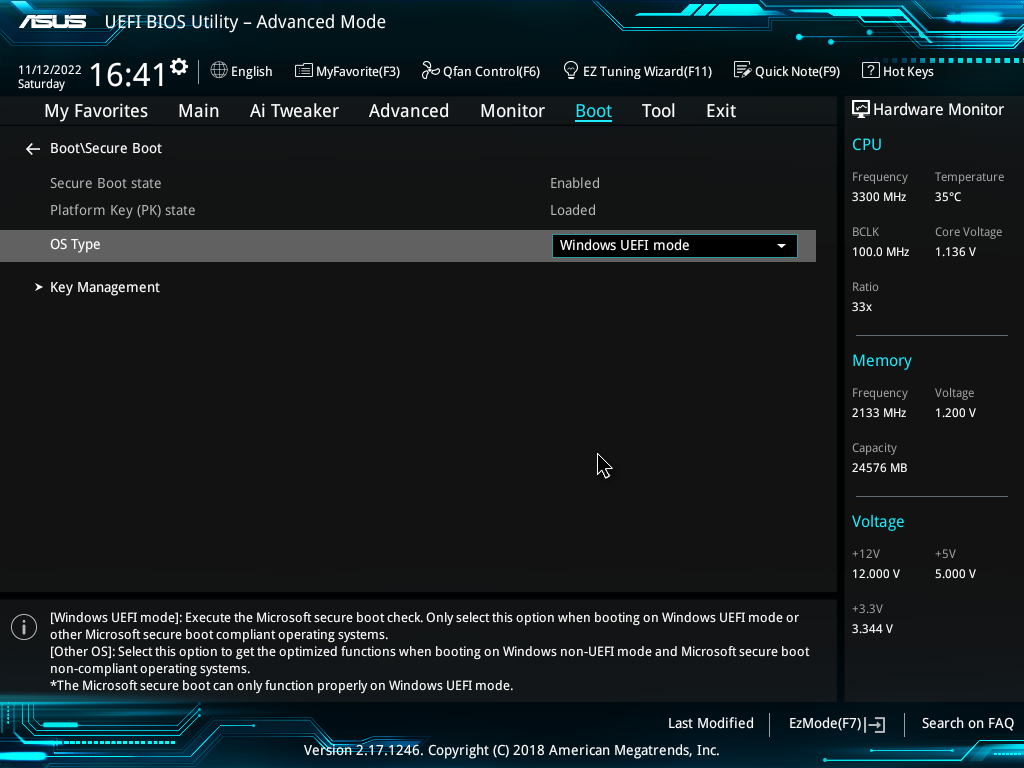 ASUS UEFI BIOS Utility – Advanced Mode
11/12/2022
Saturday
16:41
English
MyFavorite(F3)
Qfan Control(F6)
EZ Tuning Wizard(F11)
Quick Note(F9)
? Hot Keys
My Favorites
Main
Ai Tweaker
Advanced
Monitor
Boot
Tool
Exit
Boot\Secure Boot
Secure Boot state Enabled
Platform Key (PK) state Loaded
OS Type Windows UEFI mode
Key Management
[Windows UEFI mode]: Execute the Microsoft secure boot check. Only select this option when booting on Windows UEFI mode or
other Microsoft secure boot compliant operating systems.
[Other OS]: Select this option to get the optimized functions when booting on Windows non-UEFI mode and Microsoft secure boot
non-compliant operating systems.
*The Microsoft secure boot can only function properly on Windows UEFI mode.
Hardware Monitor
CPU
Frequency Temperature
3300 MHz 35°C
BCLK Core Voltage
100.0 MHz 1.136 V
Ratio
33x
Memory
Frequency Voltage
2133 MHz 1.200 V
Capacity
24576 MB
Voltage
+12V +5V
12.000 V 5.000 V
+3.3V
3.344 V
Last Modified
EzMode(F7)
Search on FAQ
Version 2.17.1246. Copyright (C) 2018 American Megatrends, Inc.